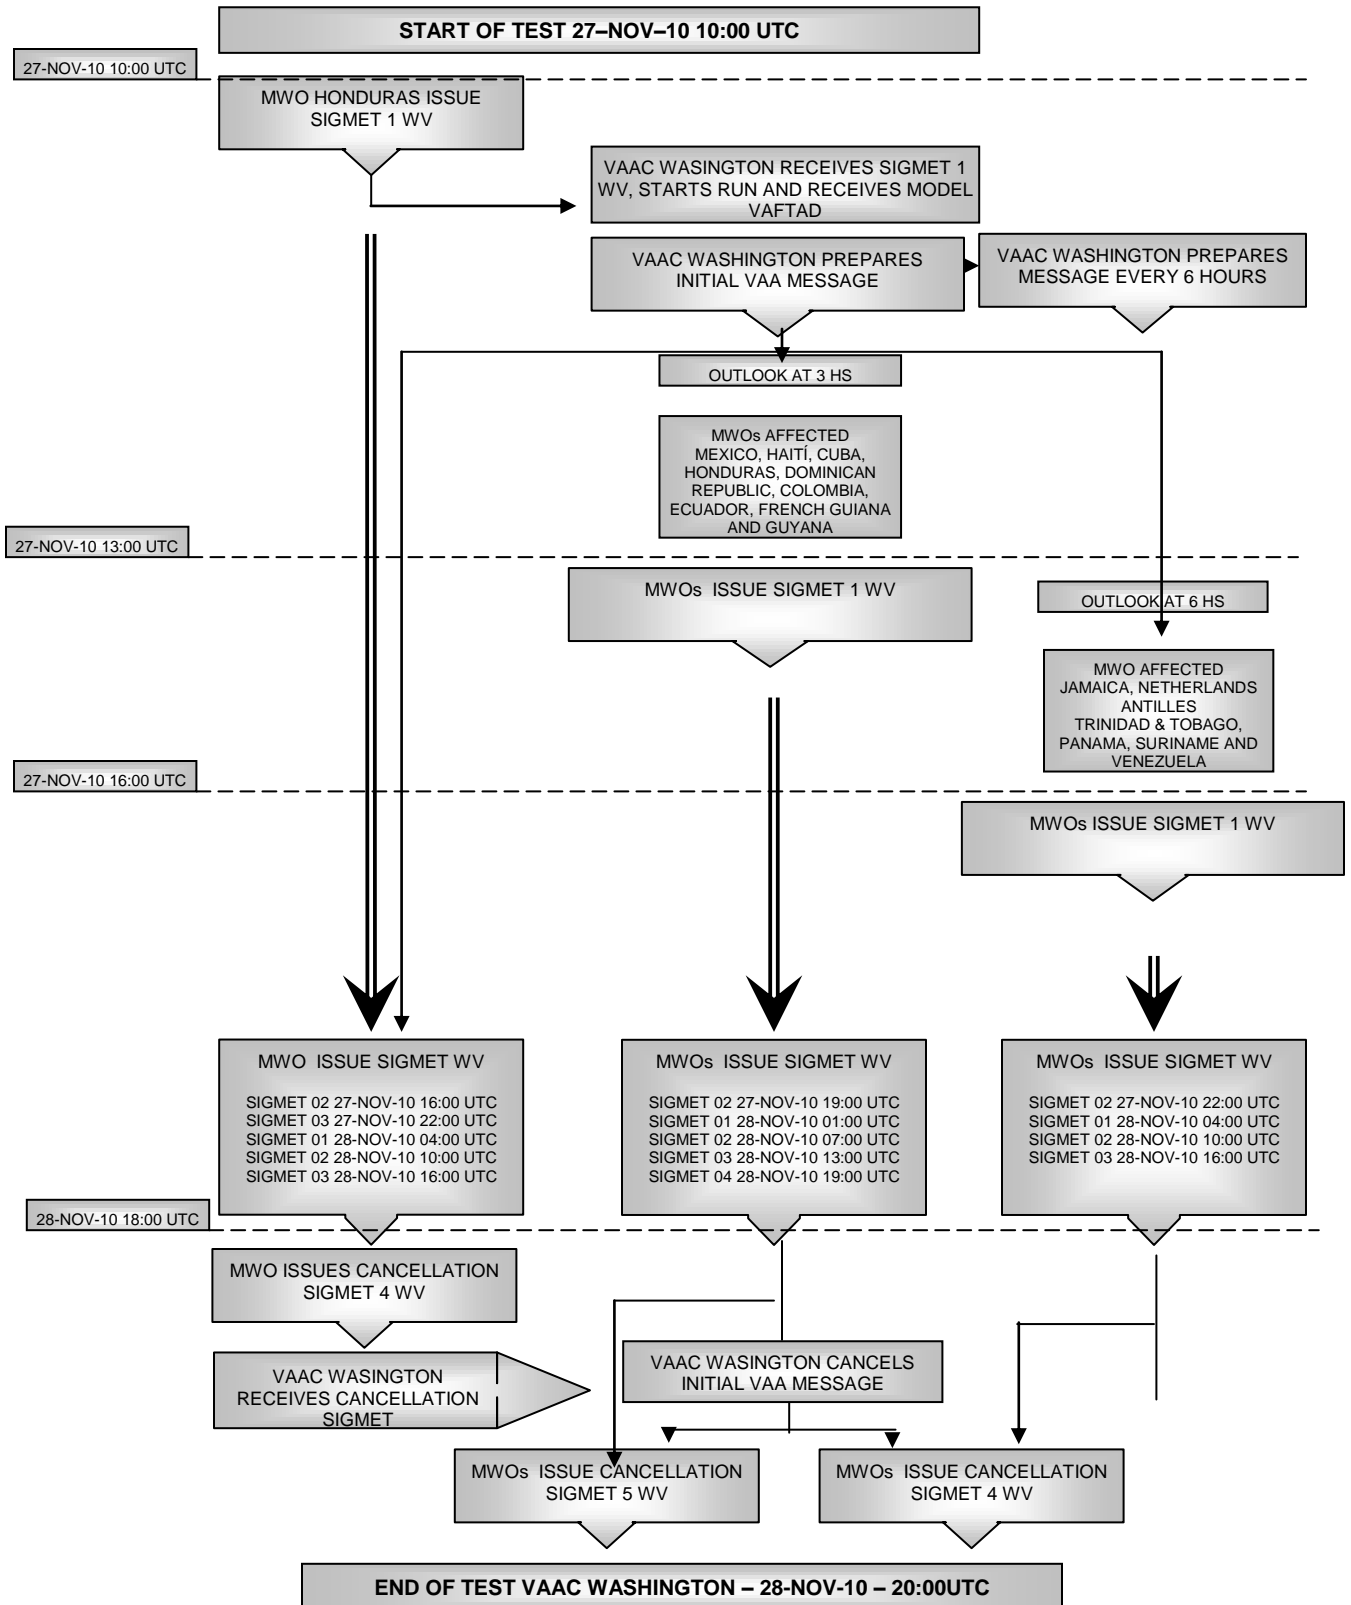 START OF TEST 27–NOV–10 10:00 UTC
27-NOV-10 10:00 UTC
MWO HONDURAS ISSUE
SIGMET 1 WV
VAAC WASINGTON RECEIVES SIGMET 1
WV, STARTS RUN AND RECEIVES MODEL
VAFTAD
VAAC WASHINGTON PREPARES
INITIAL VAA MESSAGE
VAAC WASHINGTON PREPARES
MESSAGE EVERY 6 HOURS
OUTLOOK AT 3 HS
MWOs AFFECTED
MEXICO, HAITÍ, CUBA,
HONDURAS, DOMINICAN
REPUBLIC, COLOMBIA,
ECUADOR, FRENCH GUIANA
AND GUYANA
27-NOV-10 13:00 UTC
MWOs ISSUE SIGMET 1 WV
OUTLOOK AT 6 HS
MWO AFFECTED
JAMAICA, NETHERLANDS
ANTILLES
TRINIDAD & TOBAGO,
PANAMA, SURINAME AND
VENEZUELA
27-NOV-10 16:00 UTC
MWOs ISSUE SIGMET 1 WV
MWO ISSUE SIGMET WV
SIGMET 02 27-NOV-10 16:00 UTC
SIGMET 03 27-NOV-10 22:00 UTC
SIGMET 01 28-NOV-10 04:00 UTC
SIGMET 02 28-NOV-10 10:00 UTC
SIGMET 03 28-NOV-10 16:00 UTC
MWOs ISSUE SIGMET WV
SIGMET 02 27-NOV-10 19:00 UTC
SIGMET 01 28-NOV-10 01:00 UTC
SIGMET 02 28-NOV-10 07:00 UTC
SIGMET 03 28-NOV-10 13:00 UTC
SIGMET 04 28-NOV-10 19:00 UTC
MWOs ISSUE SIGMET WV
SIGMET 02 27-NOV-10 22:00 UTC
SIGMET 01 28-NOV-10 04:00 UTC
SIGMET 02 28-NOV-10 10:00 UTC
SIGMET 03 28-NOV-10 16:00 UTC
28-NOV-10 18:00 UTC
MWO ISSUES CANCELLATION
SIGMET 4 WV
VAAC WASINGTON
RECEIVES CANCELLATION
SIGMET
VAAC WASINGTON CANCELS
INITIAL VAA MESSAGE
MWOs ISSUE CANCELLATION
SIGMET 5 WV
MWOs ISSUE CANCELLATION
SIGMET 4 WV
END OF TEST VAAC WASHINGTON – 28-NOV-10 – 20:00UTC